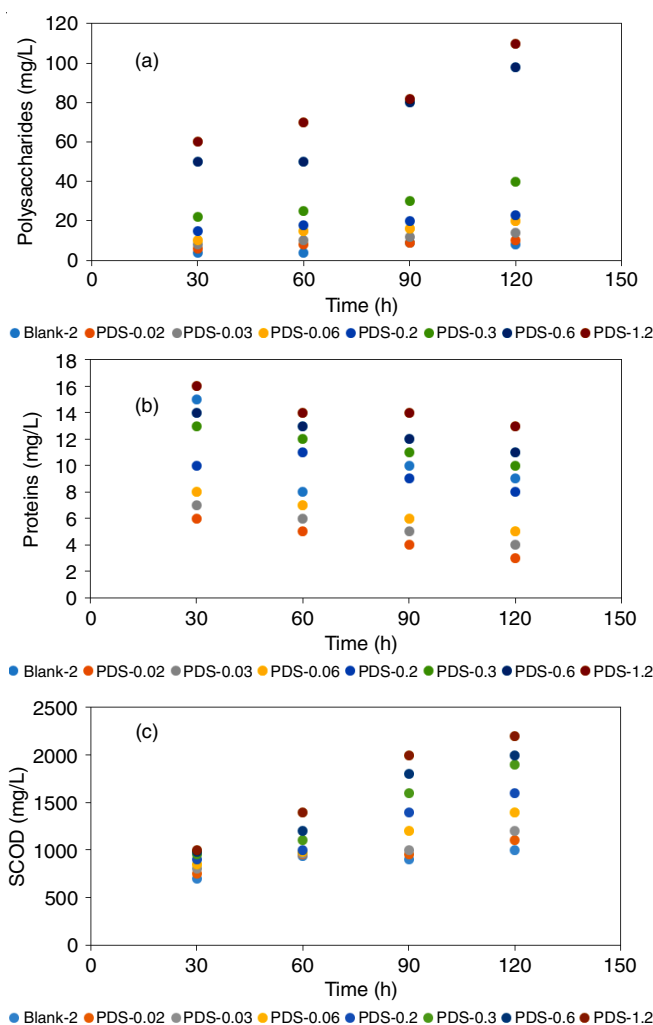 120
100
80
60
40
20
0
Polysaccharides (mg/L)
(a)
0 30 60 90 120 150
Time (h)
Blank-2 PDS-0.02 PDS-0.03 PDS-0.06 PDS-0.2 PDS-0.3 PDS-0.6 PDS-1.2
18
16
14
12
10
8
6
4
2
0
Proteins (mg/L)
(b)
0 30 60 90 120 150
Time (h)
Blank-2 PDS-0.02 PDS-0.03 PDS-0.06 PDS-0.2 PDS-0.3 PDS-0.6 PDS-1.2
2500
2000
1500
1000
500
0
SCOD (mg/L)
(c)
0 30 60 90 120 150
Time (h)
Blank-2 PDS-0.02 PDS-0.03 PDS-0.06 PDS-0.2 PDS-0.3 PDS-0.6 PDS-1.2